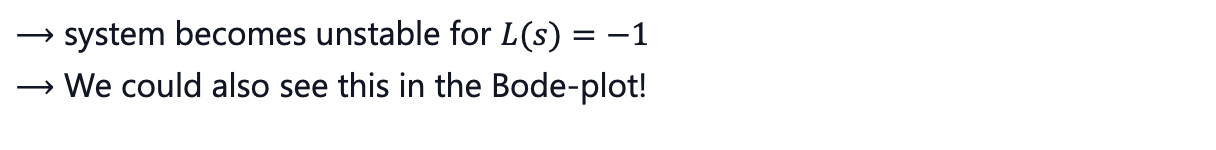 ⟶ system becomes unstable for L(s) = −1
⟶ We could also see this in the Bode-plot!